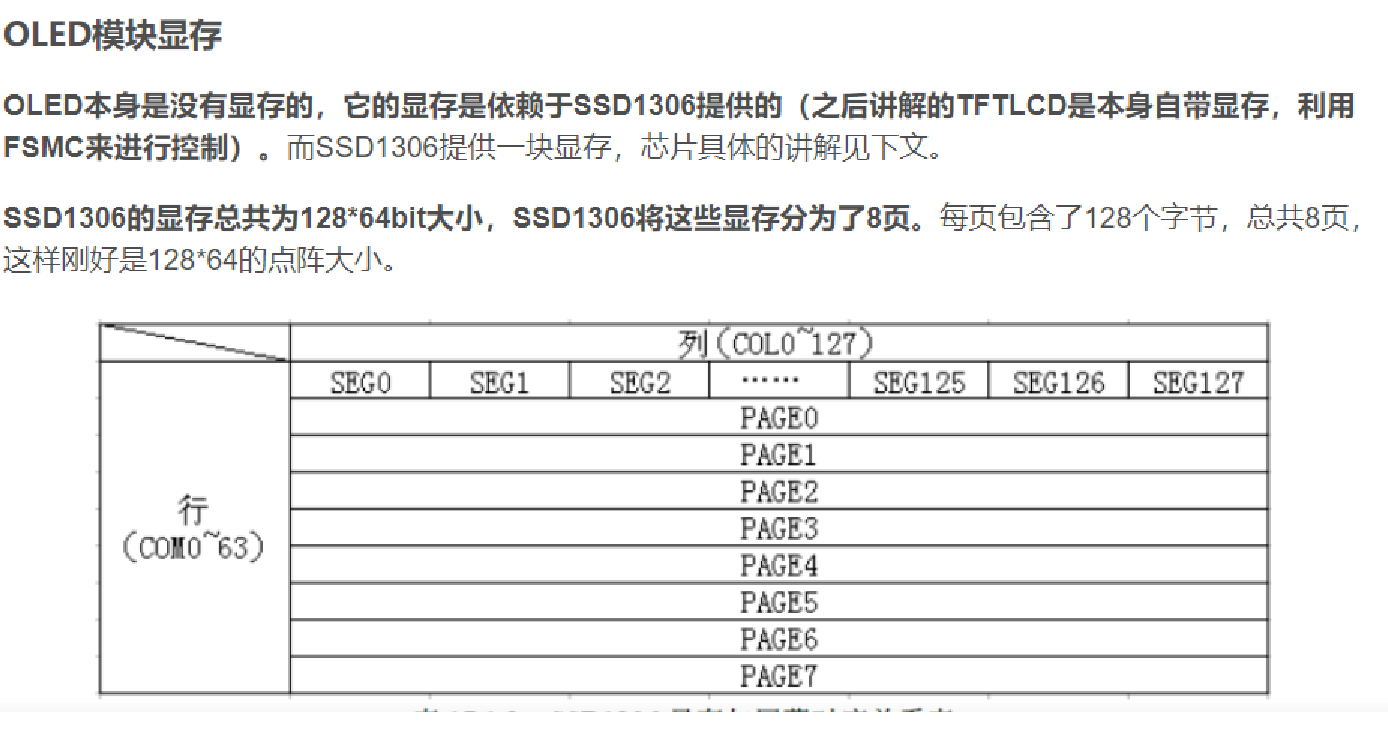 OLED模块显存
OLED本身是没有显存的，它的显存是依赖于SSD1306提供的（之后讲解的TFTLCD是本身自带显存，利用
FSMC来进行控制）。而SSD1306提供一块显存，芯片具体的讲解见下文。
SSD1306的显存总共为128*64bit大小，SSD1306将这些显存分为了8页。每页包含了128个字节，总共8页，
这样刚好是128*64的点阵大小。
列(COL0~127)
SEG0 SEG1 SEG2 …… SEG125 SEG126 SEG127
PAGE0
PAGE1
PAGE2
PAGE3
行
(COM0~63)
PAGE4
PAGE5
PAGE6
PAGE7